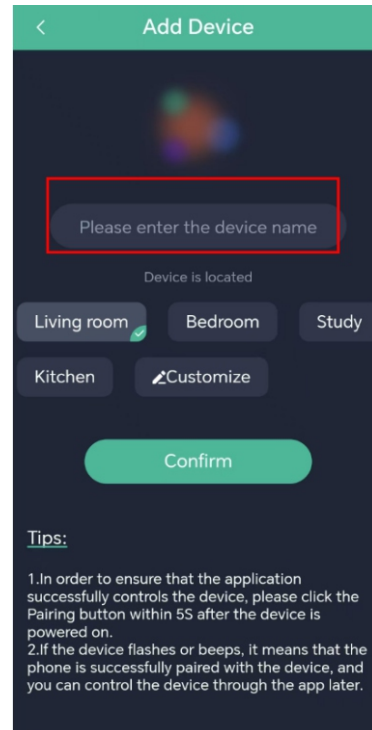 Add Device
Please enter the device name
Device is located
Living room Bedroom Study
Kitchen Customize
Confirm
Tips:
1.In order to ensure that the application
successfully controls the device, please click the
Pairing button within 5S after the device is
powered on.
2.If the device flashes or beeps, it means that the
phone is successfully paired with the device, and
you can control the device through the app later.